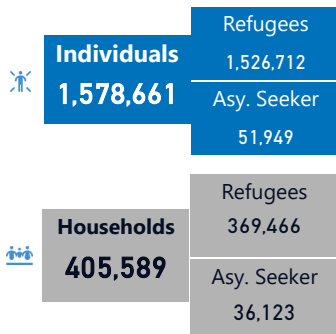 Refugees
Individuals
1,526,712
1,578,661
Asy. Seeker
51,949
Refugees
Households
369,466
405,589
Asy. Seeker
36,123